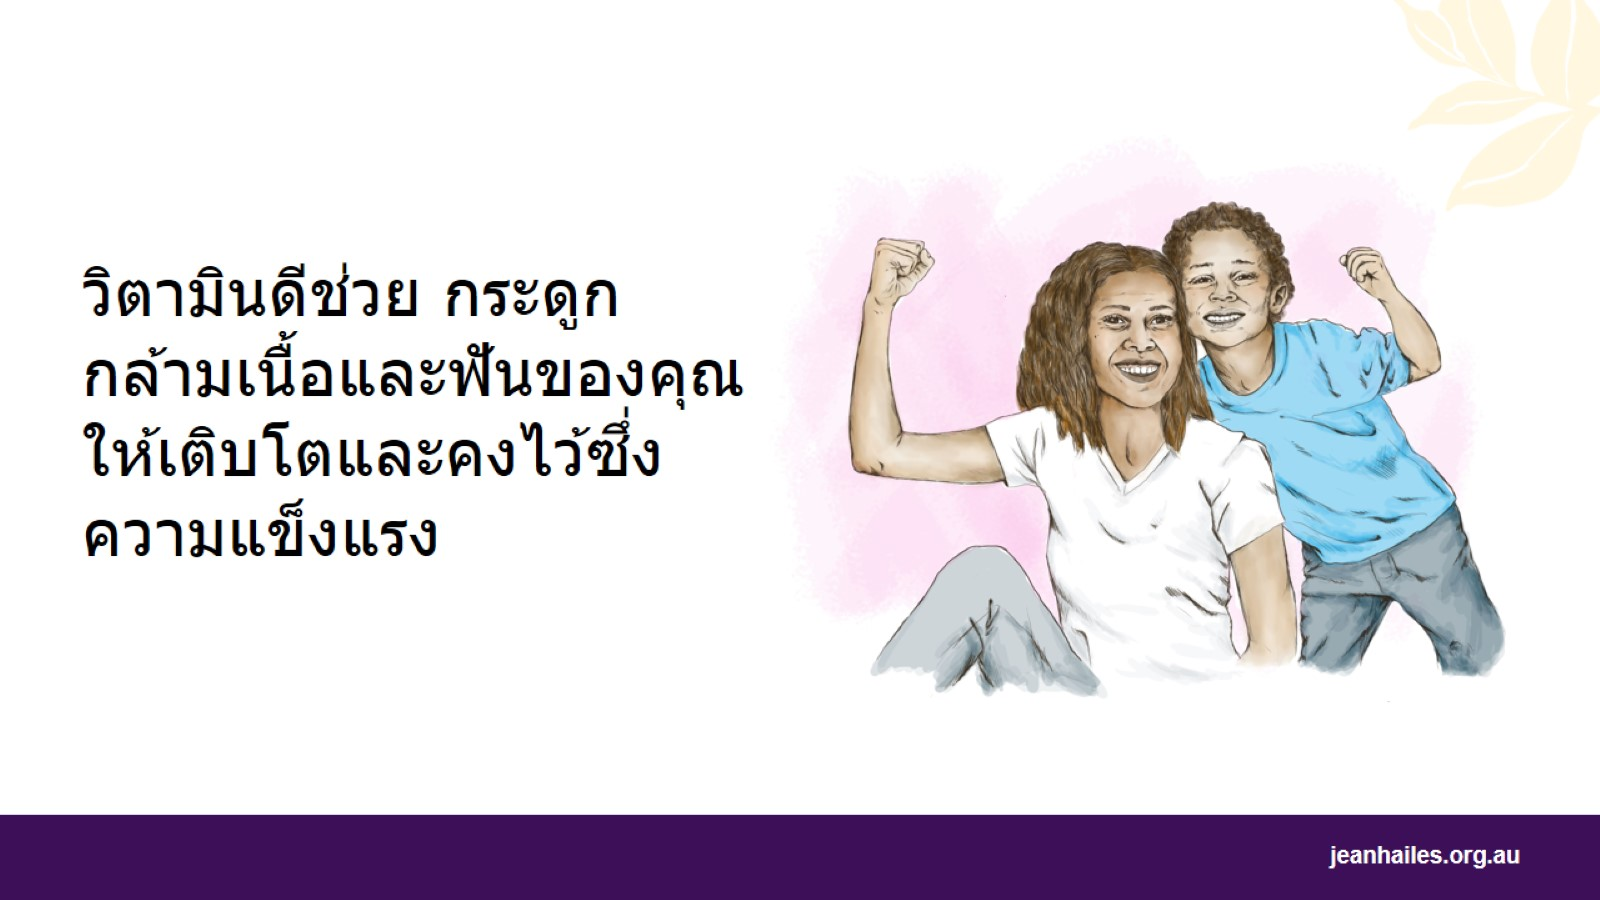 วิตามินดีช่วย กระดูก
กล้ามเนื้อและฟันของคุณ
ให้เติบโตและคงไว้ซึ่ง
ความแข็งแรง
jeanhailes.org.au